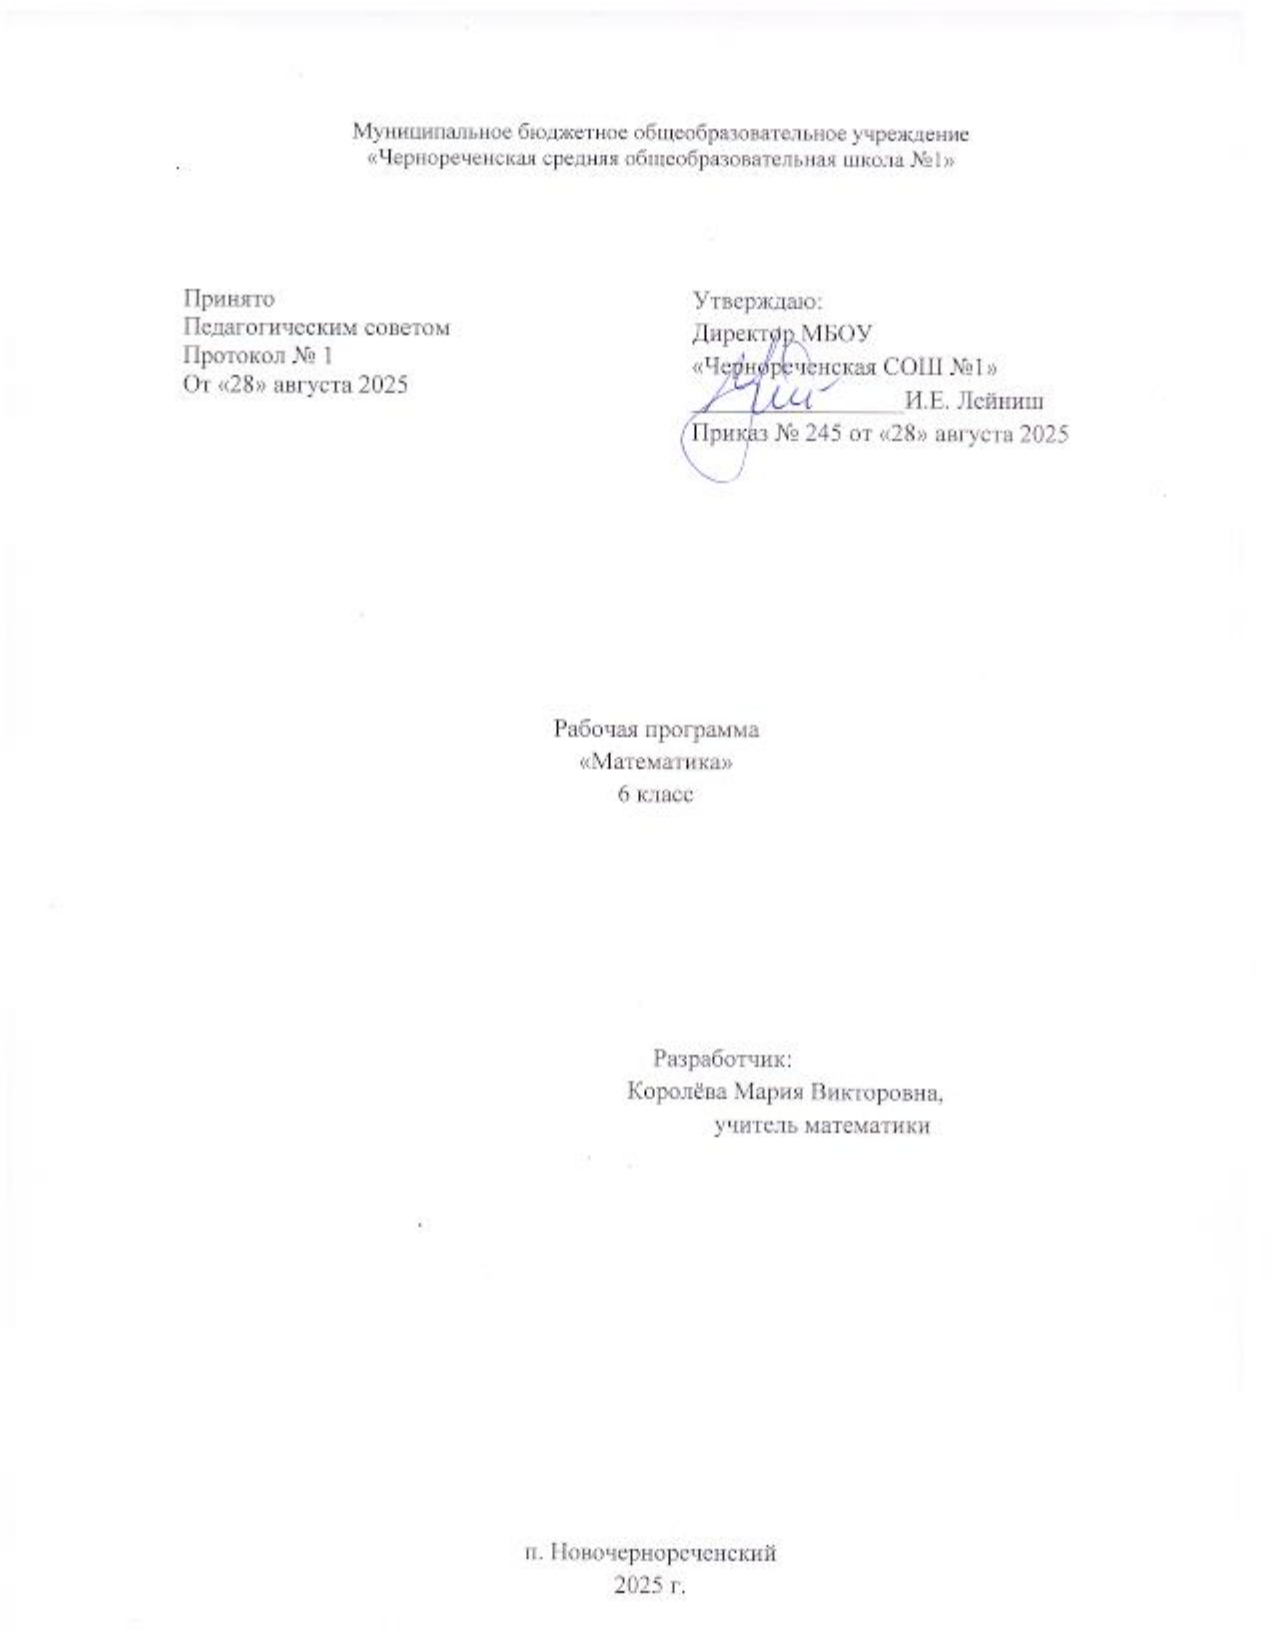 Муниципальное бюджетное общеобразовательное учреждение
«Чернореченская средняя общеобразовательная школа №1»
Принято
Педагогическим советом
Протокол № 1
От «28» августа 2025
Утверждаю:
Директор МБОУ
«Чернореченская СОШ №1»
И.Е. Лейниш
Приказ № 245 от «28» августа 2025
Рабочая программа
«Математика»
6 класс
Разработчик:
Королёва Мария Викторовна,
учитель математики
п. Новочернореченский
2025 г.